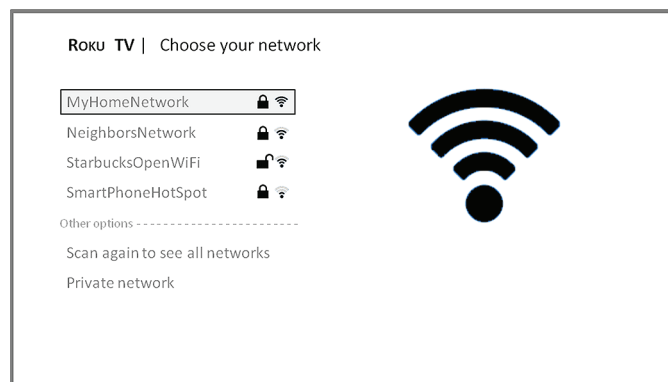 ROKU TV | Choose your network
MyHomeNetwork
NeighborsNetwork
StarbucksOpenWiFi
SmartPhoneHotSpot
Other options ------------------------
Scan again to see all networks
Private network